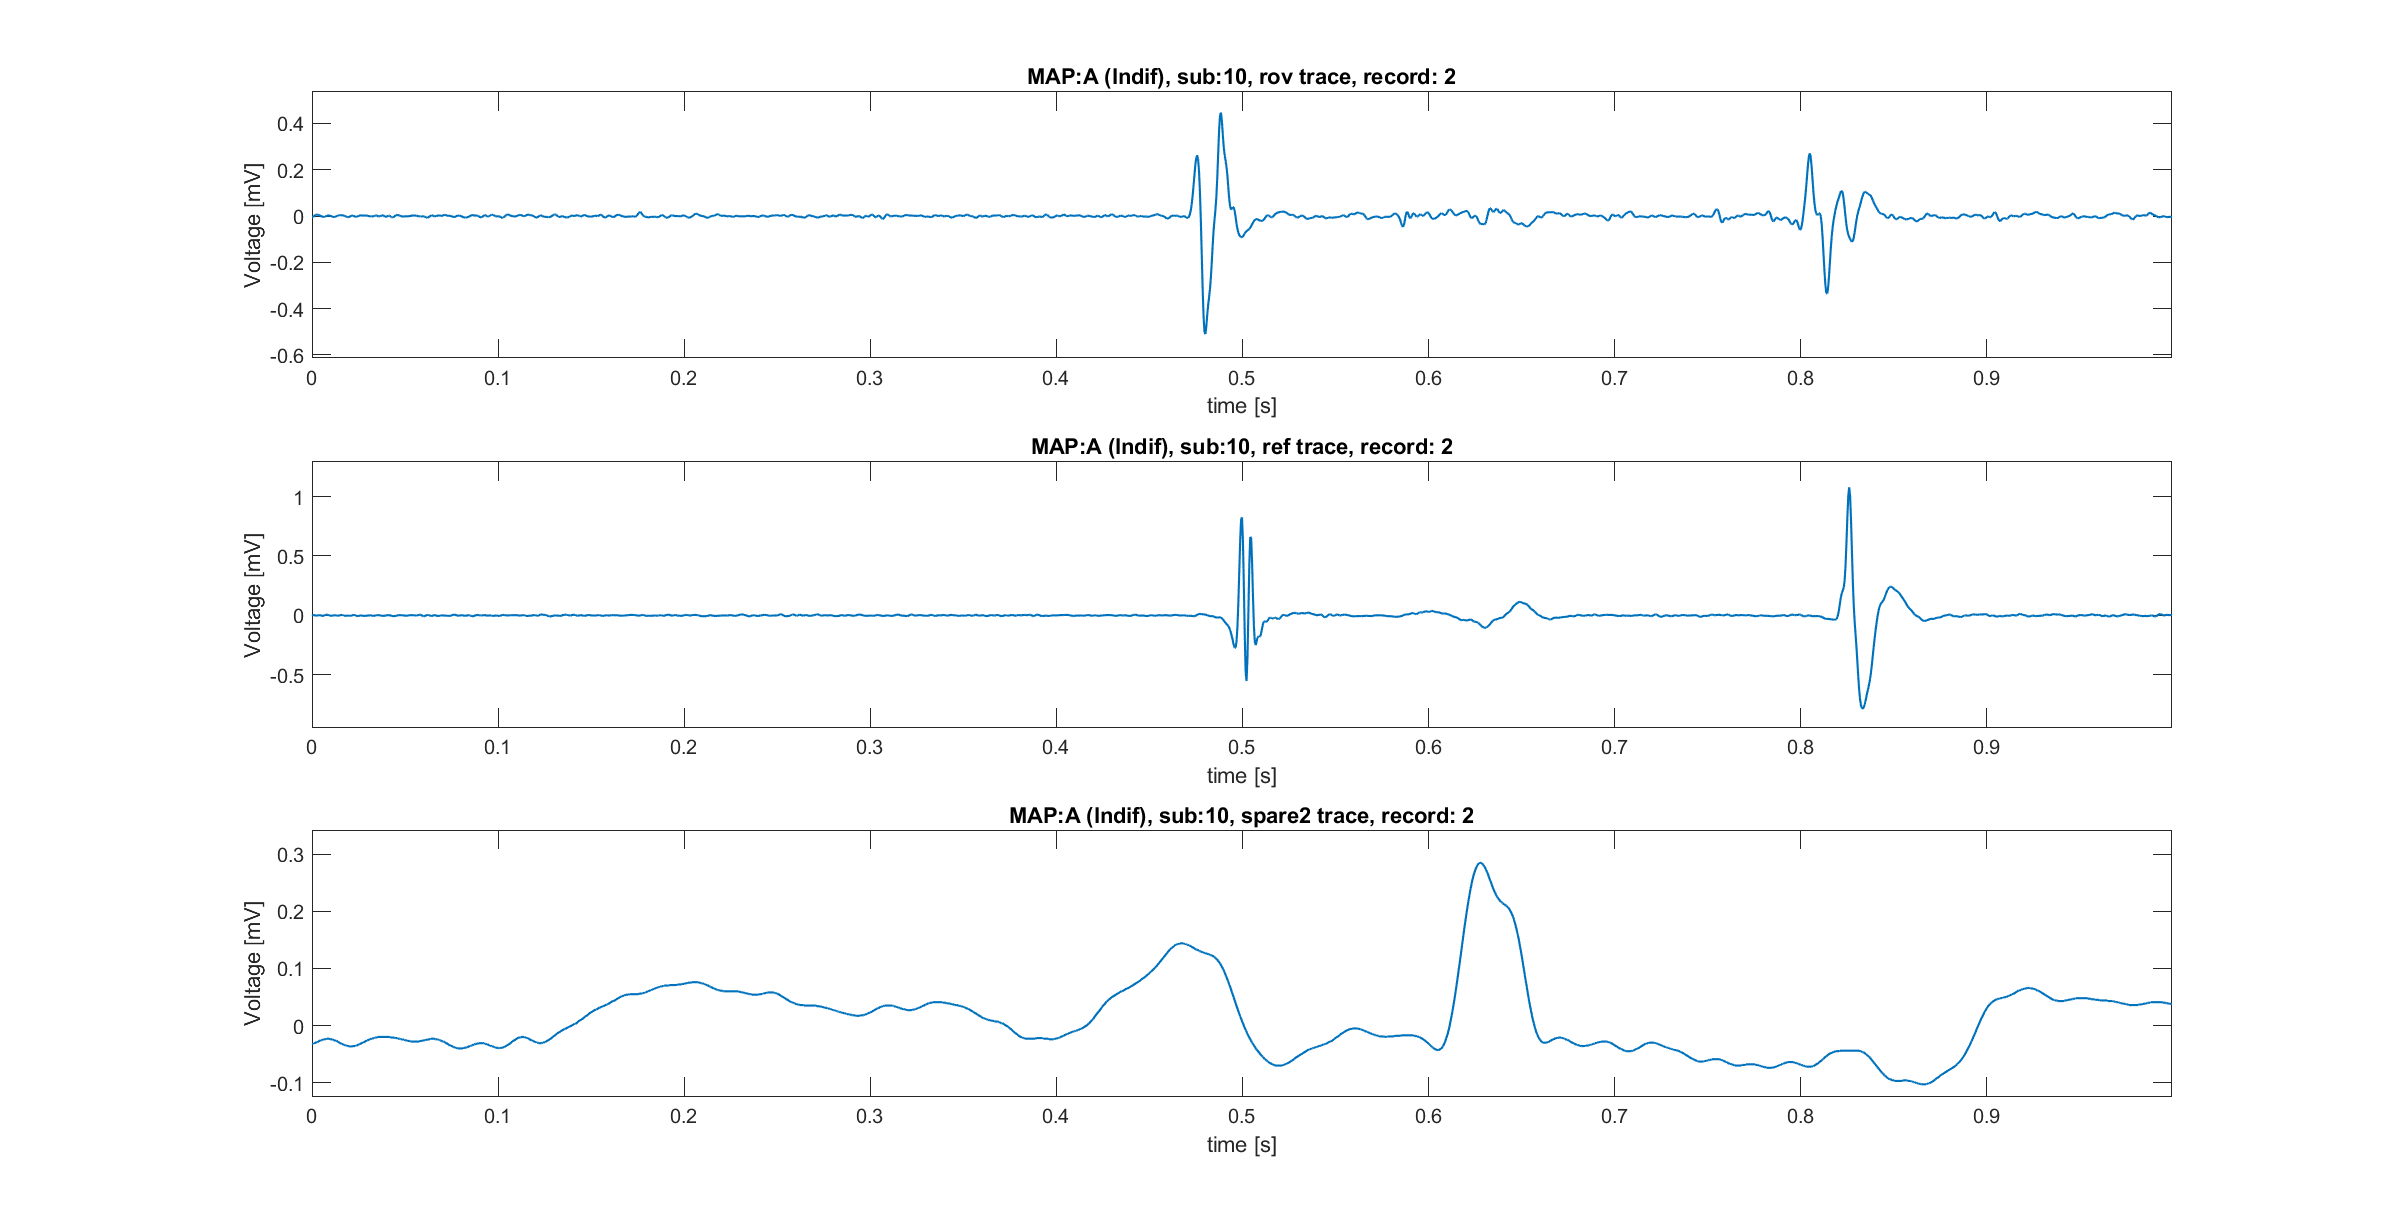 MAP:A (Indif), sub:10, rov trace, record: 2
Voltage [mV]
0.4
0.2
0
-0.2
-0.4
-0.6
0 0.1 0.2 0.3 0.4 0.5 0.6 0.7 0.8 0.9
time [s]
MAP:A (Indif), sub:10, ref trace, record: 2
Voltage [mV]
1
0.5
0
-0.5
0 0.1 0.2 0.3 0.4 0.5 0.6 0.7 0.8 0.9
time [s]
MAP:A (Indif), sub:10, spare2 trace, record: 2
Voltage [mV]
0.3
0.2
0.1
0
-0.1
0 0.1 0.2 0.3 0.4 0.5 0.6 0.7 0.8 0.9
time [s]